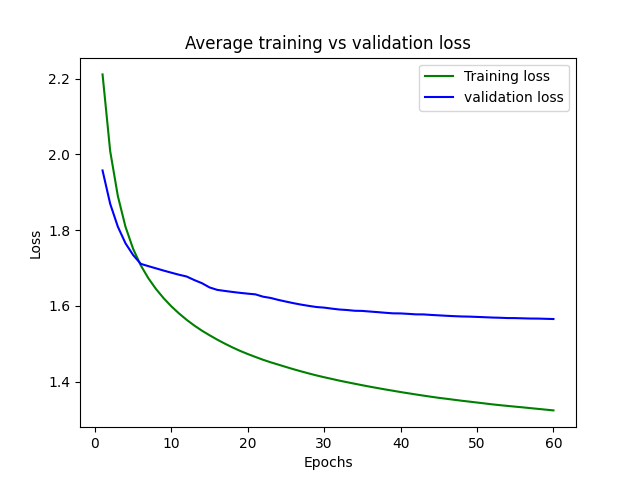 Average training vs validation loss
Training loss
validation loss
2.2
2.0
1.8
1.6
1.4
Loss
0 10 20 30 40 50 60
Epochs